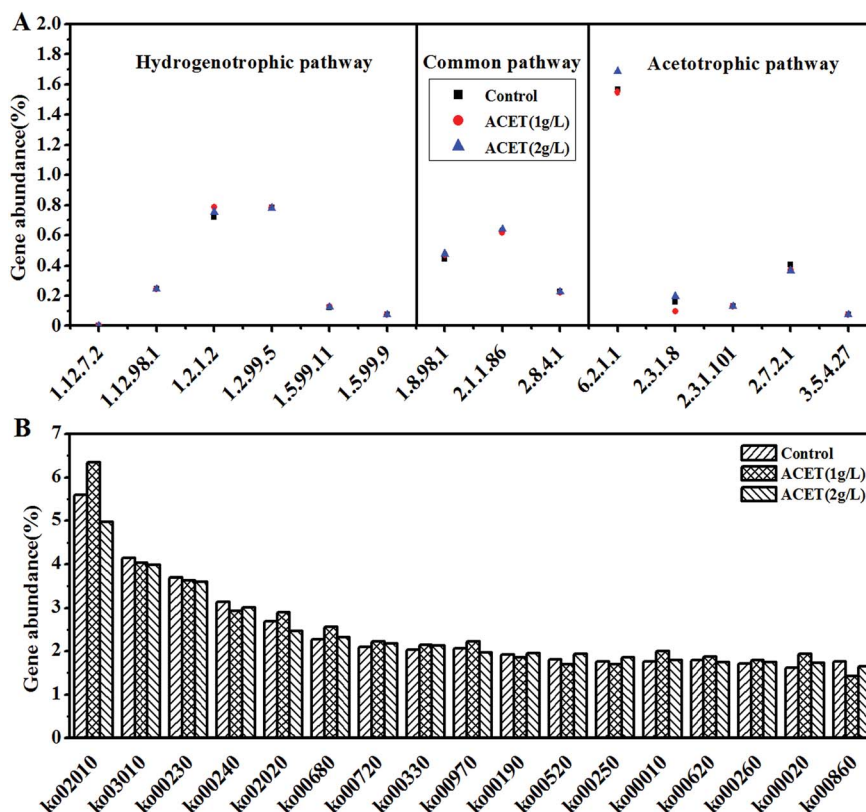 A
Gene abundance(%)
2.0
1.8
1.6
1.4
1.2
1.0
0.8
0.6
0.4
0.2
0
Hydrogenotrophic pathway
Common pathway
Acetotrophic pathway
Control
ACET(1g/L)
ACET(2g/L)
1.12.7.2
1.12.98.1
1.2.1.2
1.2.99.5
1.5.99.11
1.5.99.9
1.8.98.1
2.1.1.86
2.8.4.1
6.2.1.1
2.3.1.8
2.3.1.101
2.7.2.1
3.5.4.27
B
Gene abundance(%)
7
6
5
4
3
2
1
0
Control
ACET(1g/L)
ACET(2g/L)
ko02010
ko03010
ko00230
ko00240
ko02020
ko00680
ko00720
ko00330
ko00970
ko00190
ko00520
ko00250
ko00010
ko00620
ko00260
ko00020
ko00860